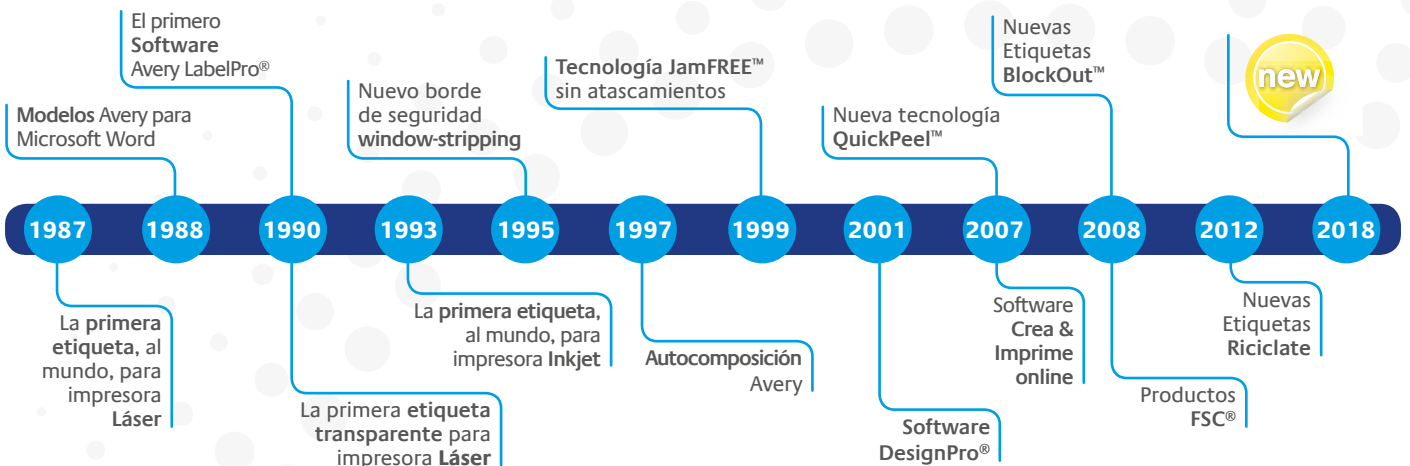 El primero
Software
Avery LabelPro®
Modelos Avery para
Microsoft Word
Nuevo borde
de seguridad
window-stripping
Tecnología JamFREE™
sin atascamientos
Nueva tecnología
QuickPeel™
Nuevas
Etiquetas
BlockOut™
new
1987 1988 1990 1993 1995 1997 1999 2001 2007 2008 2012 2018
La primera
etiqueta, al
mundo, para
impresora
Láser
La primera etiqueta
transparente para
impresora Láser
La primera etiqueta,
al mundo, para
impresora Inkjet
Autocomposición
Avery
Software
DesignPro®
Software
Crea &
Imprime
online
Productos
FSC®
Nuevas
Etiquetas
Riciclate